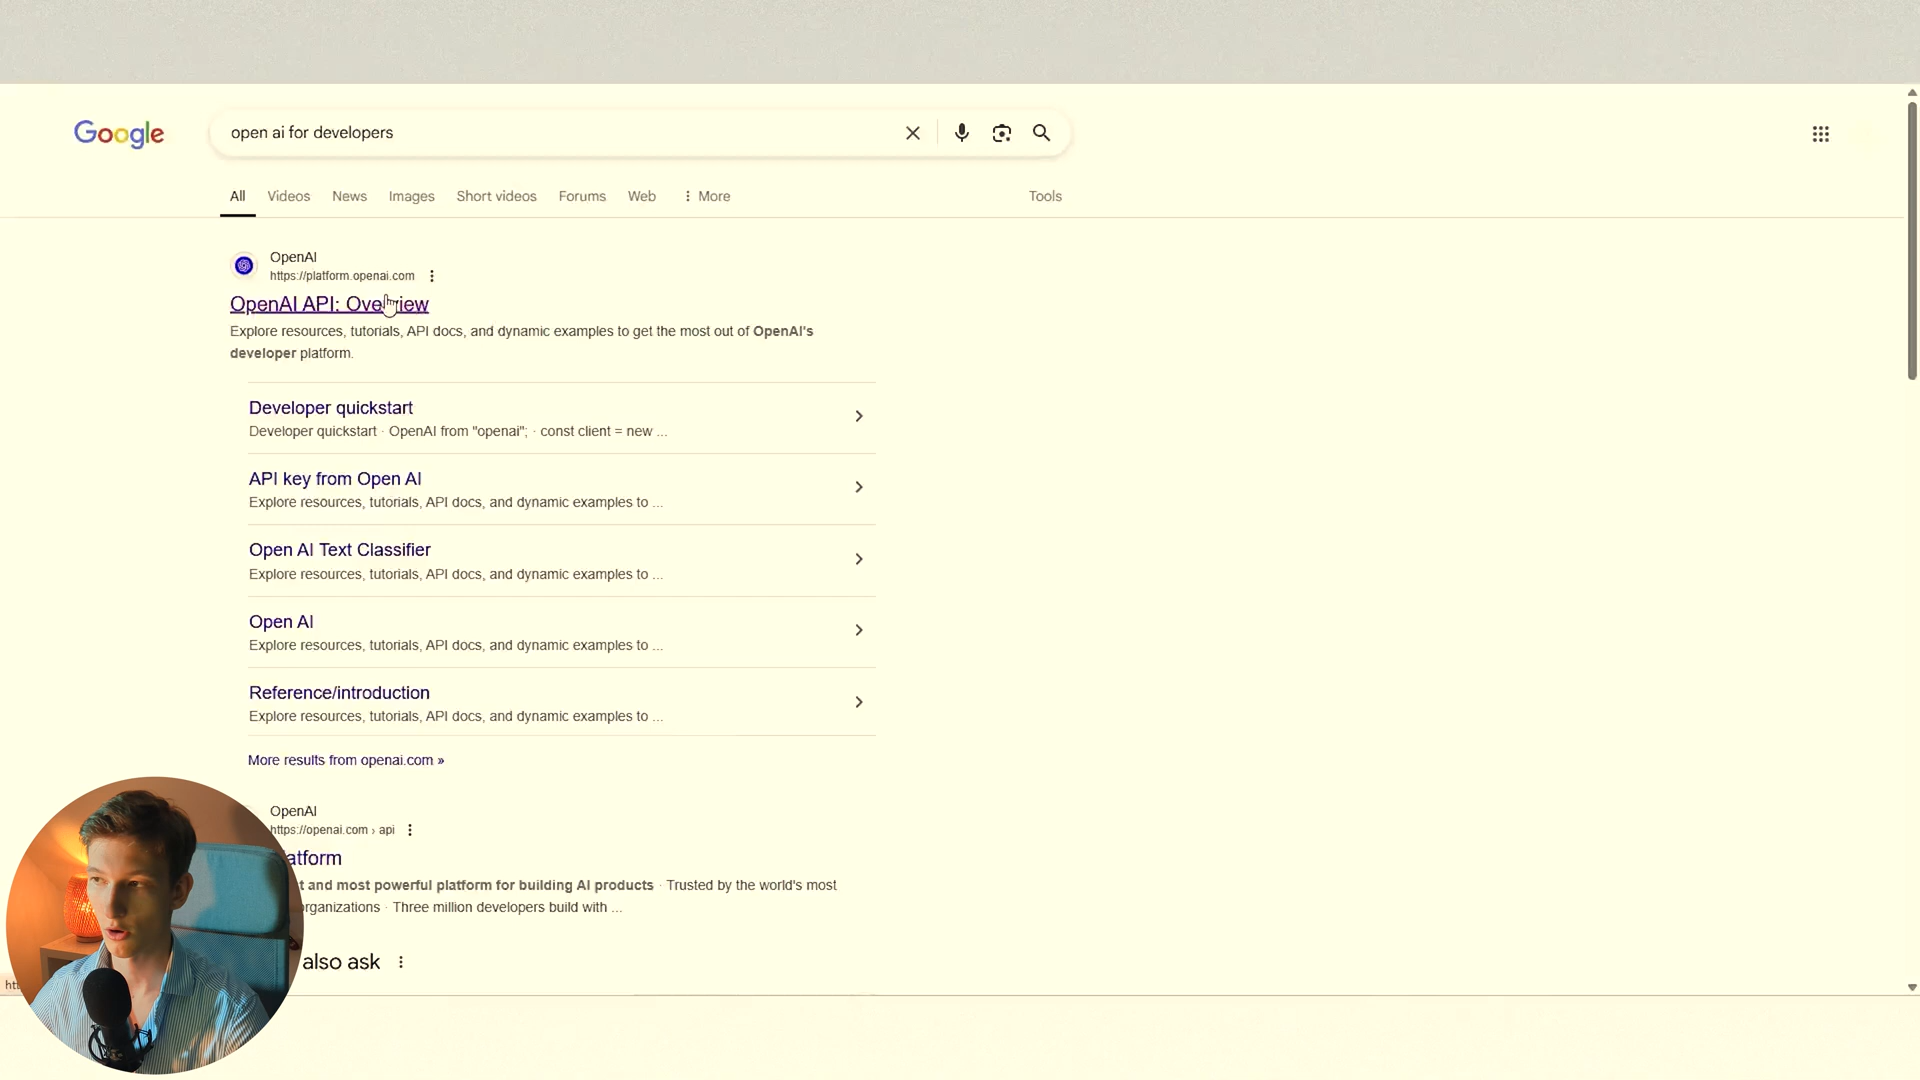 Google
open ai for developers
All Videos News Images Short videos Forums Web More Tools
OpenAI
https://platform.openai.com
OpenAI API: Overview
Explore resources, tutorials, API docs, and dynamic examples to get the most out of OpenAI's
developer platform.
Developer quickstart
Developer quickstart · OpenAI from "openai"; · const client = new ...
API key from Open AI
Explore resources, tutorials, API docs, and dynamic examples to ...
Open AI Text Classifier
Explore resources, tutorials, API docs, and dynamic examples to ...
Open AI
Explore resources, tutorials, API docs, and dynamic examples to ...
Reference/introduction
Explore resources, tutorials, API docs, and dynamic examples to ...
More results from openai.com »
OpenAI
https://openai.com › api
atform
t and most powerful platform for building AI products · Trusted by the world's most
organizations · Three million developers build with ...
also ask